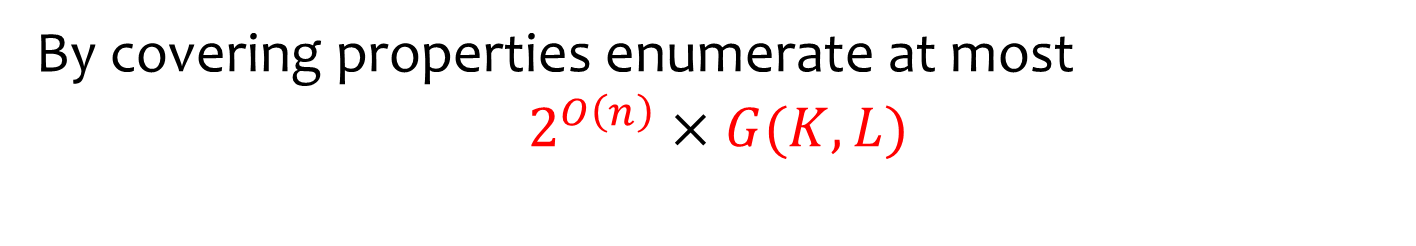 By covering properties enumerate at most
2^{O(n)} × G(K, L)